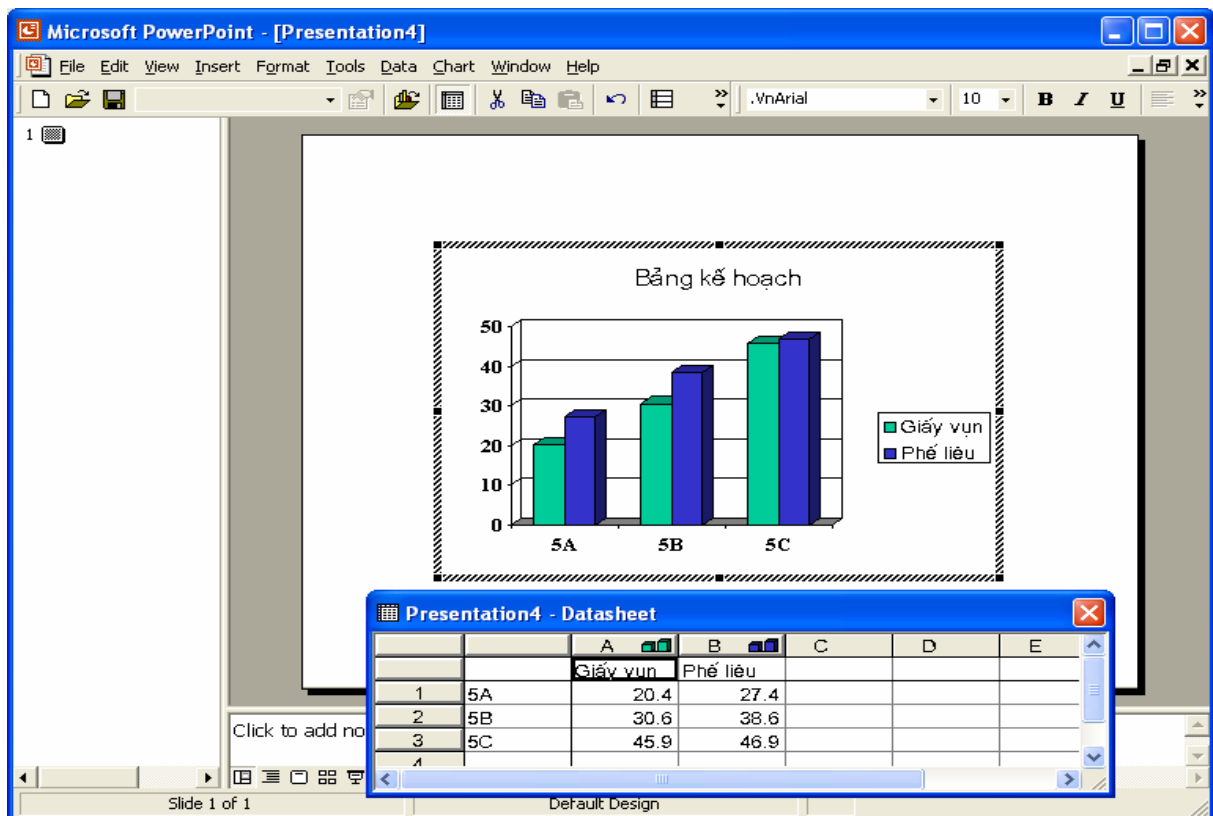 Microsoft PowerPoint - [Presentation4]
File Edit View Insert Format Tools Data Chart Window Help
.VnArial 10 B I U
1
Bảng kế hoạch
50
40
30
20
10
0
5A 5B 5C
Giấy vụn
Phế liêu
Presentation4 - Datasheet
A B C D E
Giấy vụn Phế liêu
1 5A 20.4 27.4
2 5B 30.6 38.6
3 5C 45.9 46.9
4
Click to add no
Slide 1 of 1 Default Design